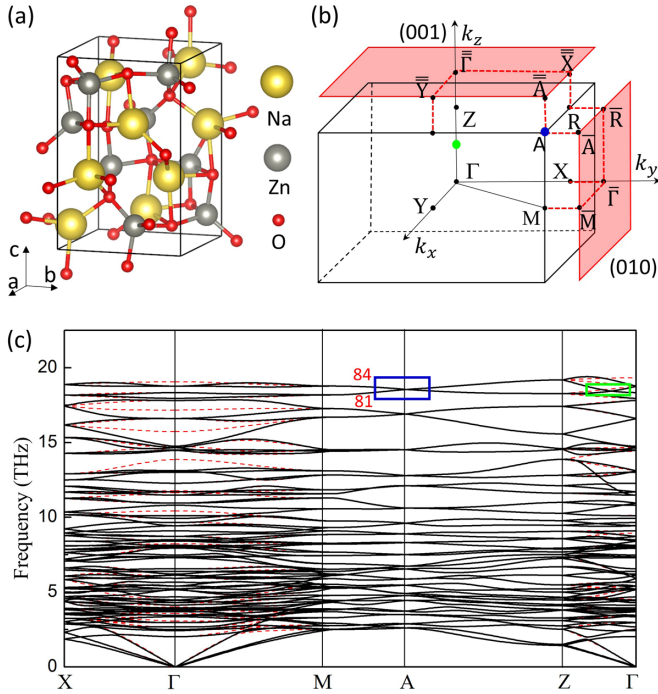 (a)
Na
Zn
O
c
a
b
(b)
(001)
k_z
Γ̿
X̿
Y̿
A̿
Z
R
R̅
A
A̅
Γ
X
k_y
Γ̅
Y
M
M̅
k_x
(010)
(c)
Frequency (THz)
20
15
10
5
0
84
81
X
Γ
M
A
Z
Γ